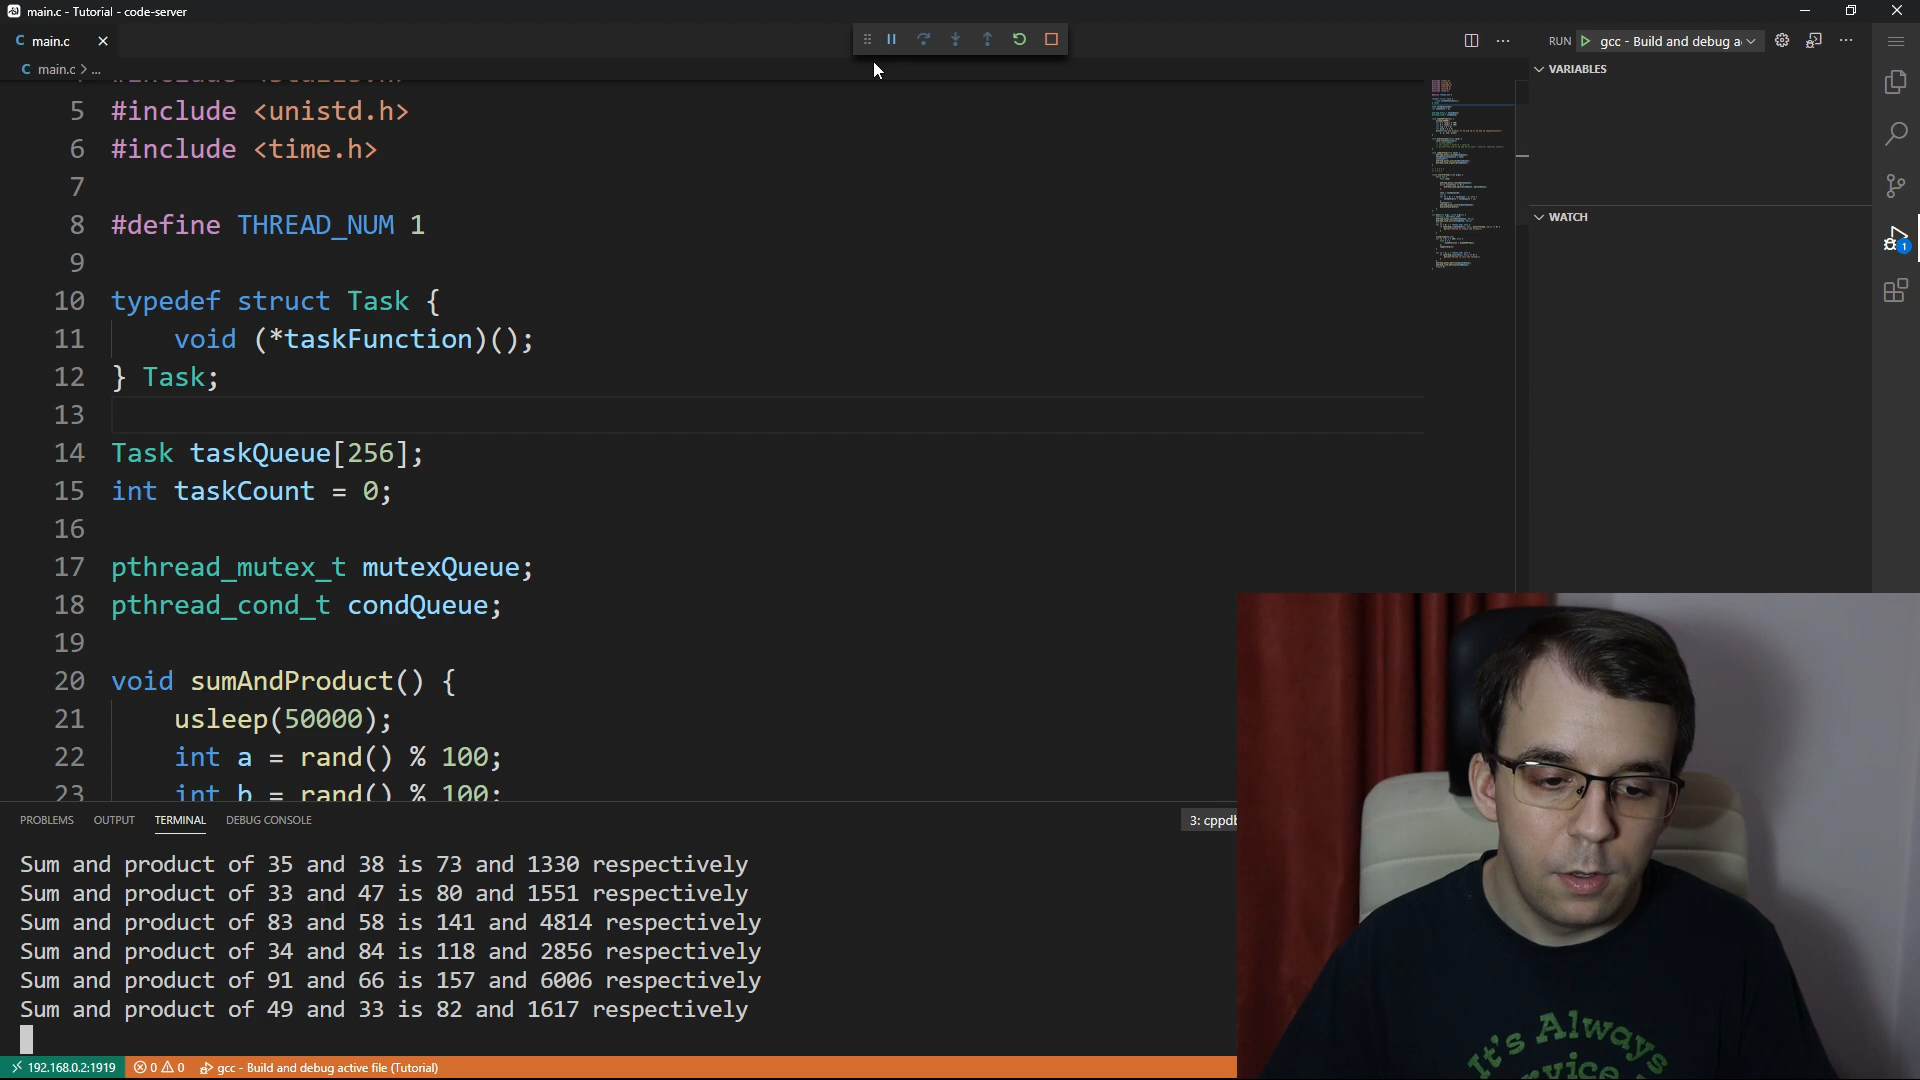 main.c - Tutorial - code-server
C main.c
RUN gcc - Build and debug a
C main.c > ...
VARIABLES
5 #include <unistd.h>
6 #include <time.h>
7
8 #define THREAD_NUM 1
9
10 typedef struct Task {
11 void (*taskFunction)();
12 } Task;
13
14 Task taskQueue[256];
15 int taskCount = 0;
16
17 pthread_mutex_t mutexQueue;
18 pthread_cond_t condQueue;
19
20 void sumAndProduct() {
21 usleep(50000);
22 int a = rand() % 100;
23 int b = rand() % 100;
WATCH
1
PROBLEMS OUTPUT TERMINAL DEBUG CONSOLE 3: cppdb
Sum and product of 35 and 38 is 73 and 1330 respectively
Sum and product of 33 and 47 is 80 and 1551 respectively
Sum and product of 83 and 58 is 141 and 4814 respectively
Sum and product of 34 and 84 is 118 and 2856 respectively
Sum and product of 91 and 66 is 157 and 6006 respectively
Sum and product of 49 and 33 is 82 and 1617 respectively
192.168.0.2:1919 0 0 gcc - Build and debug active file (Tutorial)
It's Always